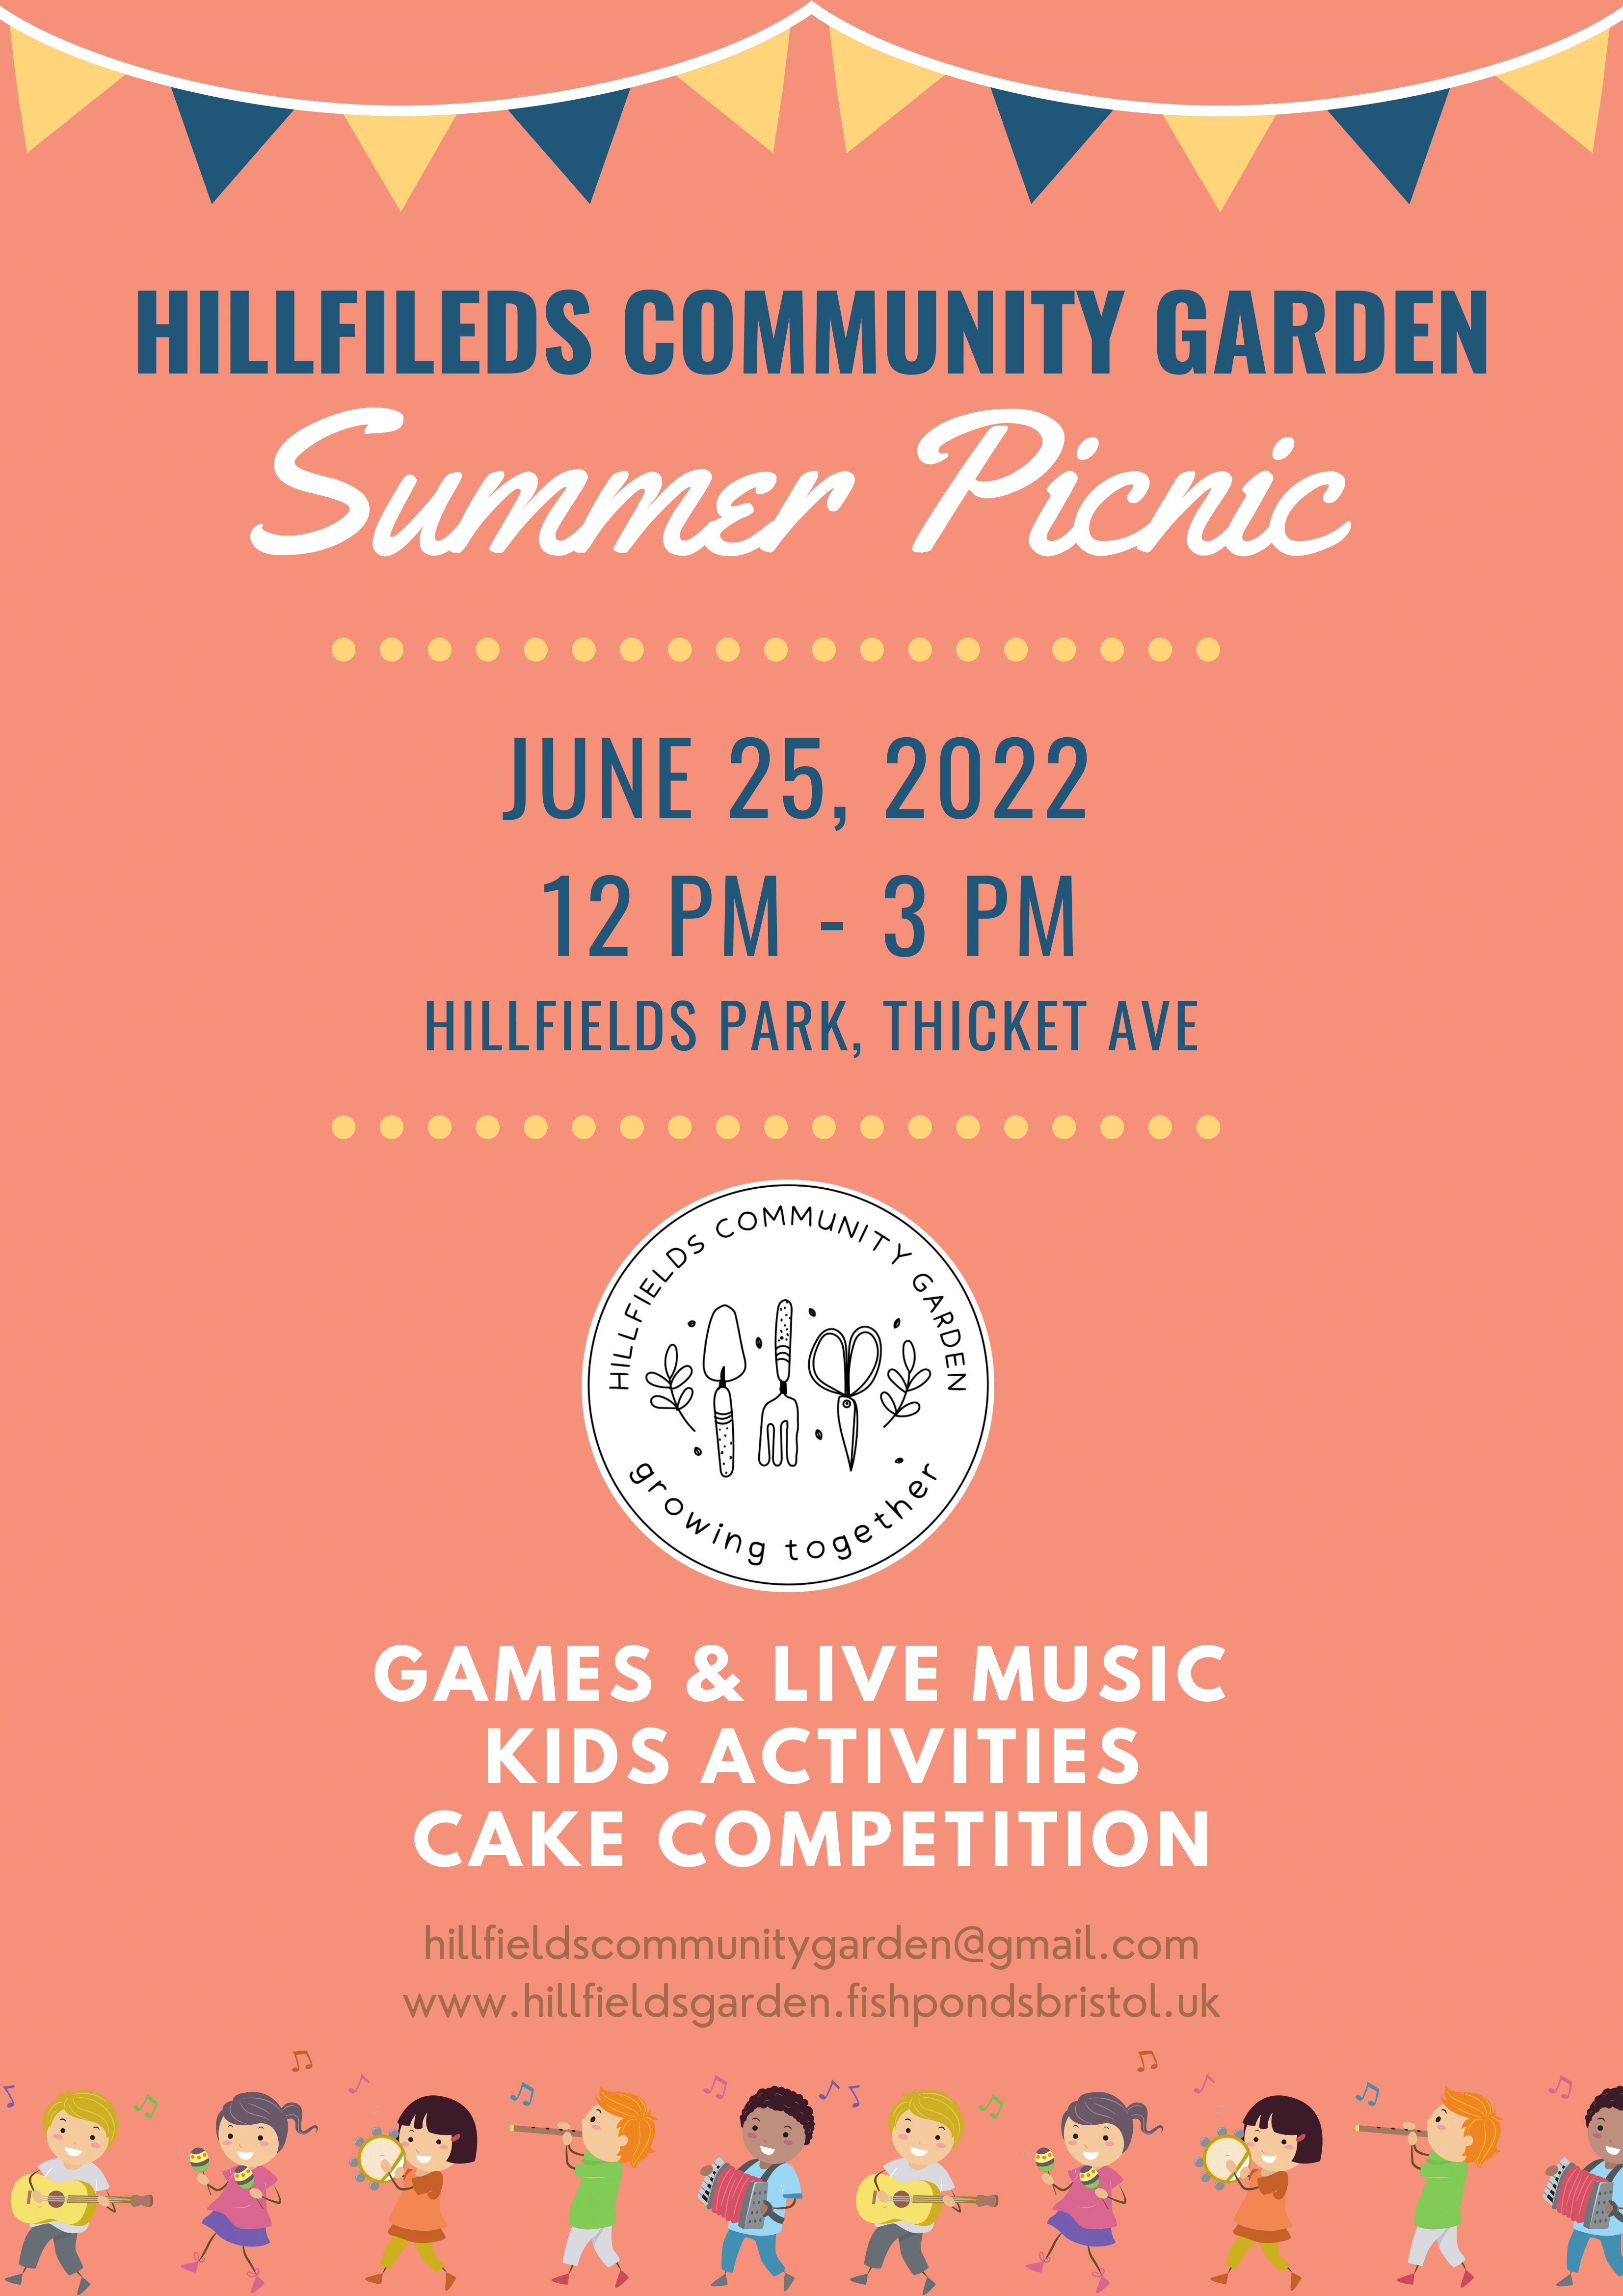 HILLFILEDS COMMUNITY GARDEN
Summer Picnic
JUNE 25, 2022
12 PM - 3 PM
HILLFIELDS PARK, THICKET AVE
HILLFIELDS COMMUNITY GARDEN
growing together
GAMES & LIVE MUSIC
KIDS ACTIVITIES
CAKE COMPETITION
hillfieldscommunitygarden@gmail.com
www.hillfieldsgarden.fishpondsbristol.uk